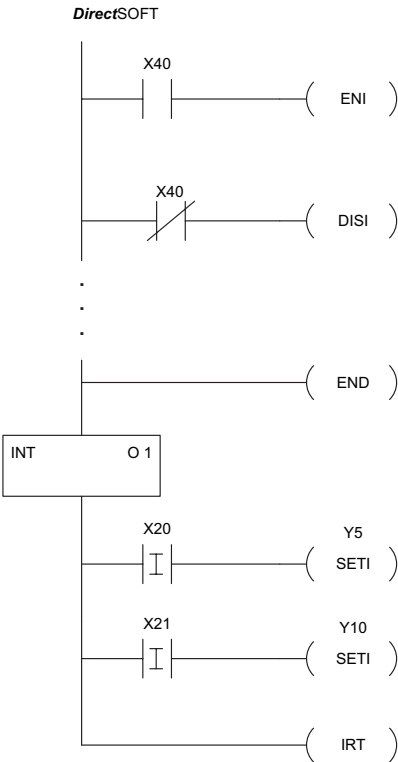 DirectSOFT
X40
ENI
X40
DISI
END
INT O 1
X20 Y5
SETI
X21 Y10
SETI
IRT